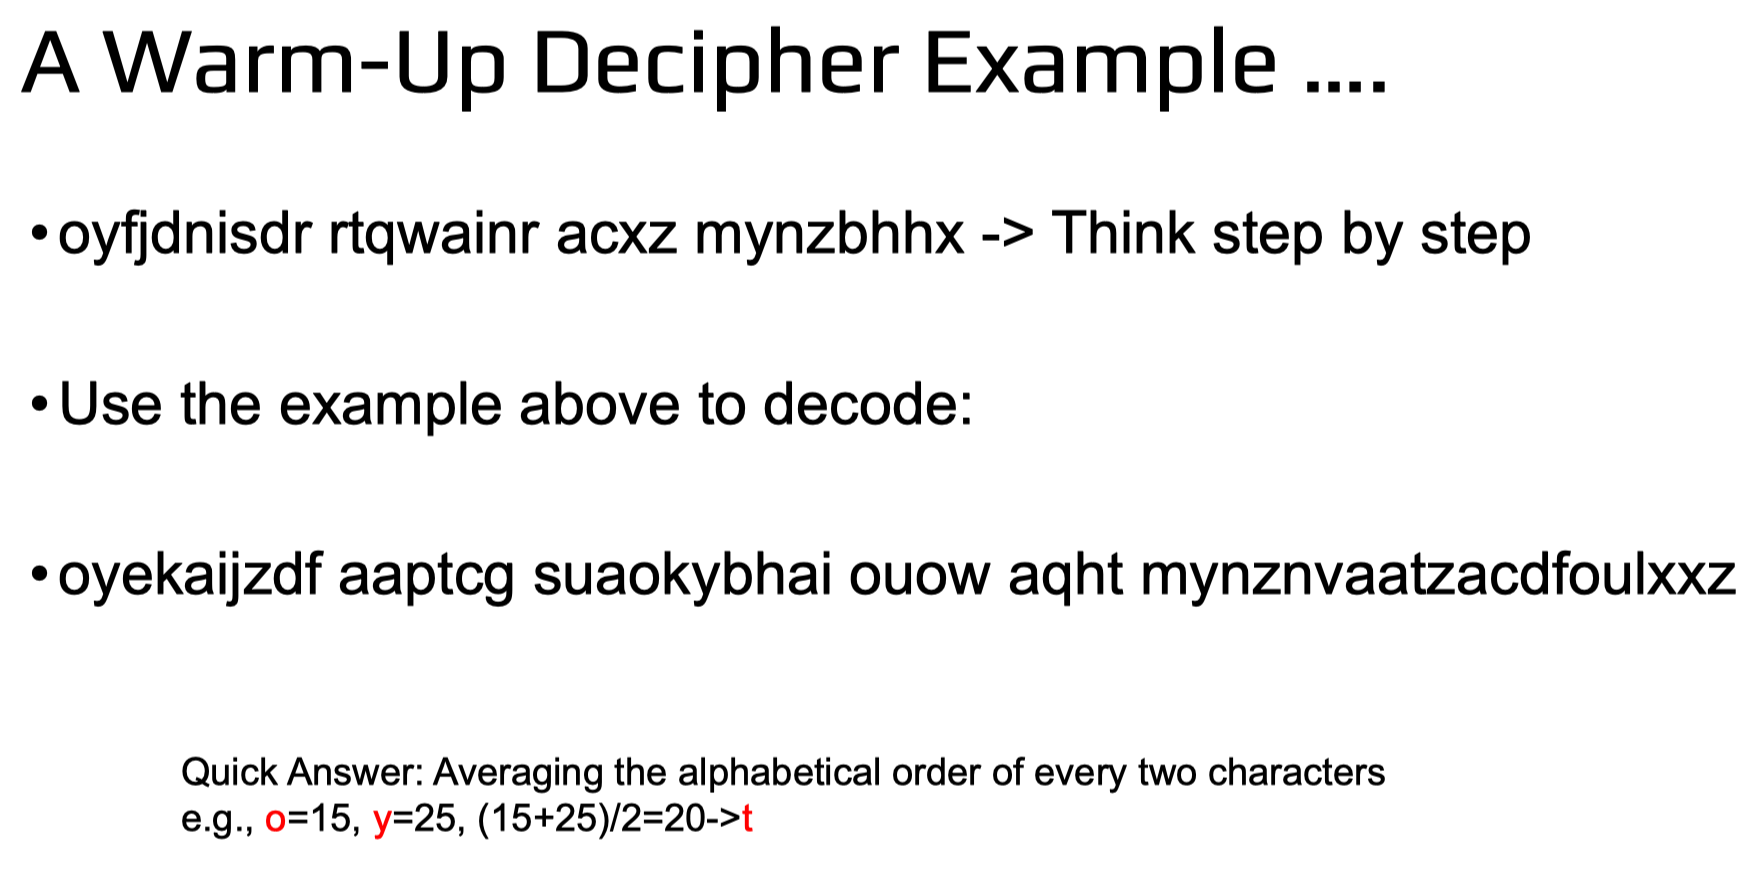 A Warm-Up Decipher Example ....
• oyfjdnisdr rtqwainr acxz mynzbhhx -> Think step by step
• Use the example above to decode:
• oyekaijzdf aaptcg suaokybhai ouow aqht mynznvaatzacdfoulxxz
Quick Answer: Averaging the alphabetical order of every two characters
e.g., o=15, y=25, (15+25)/2=20->t